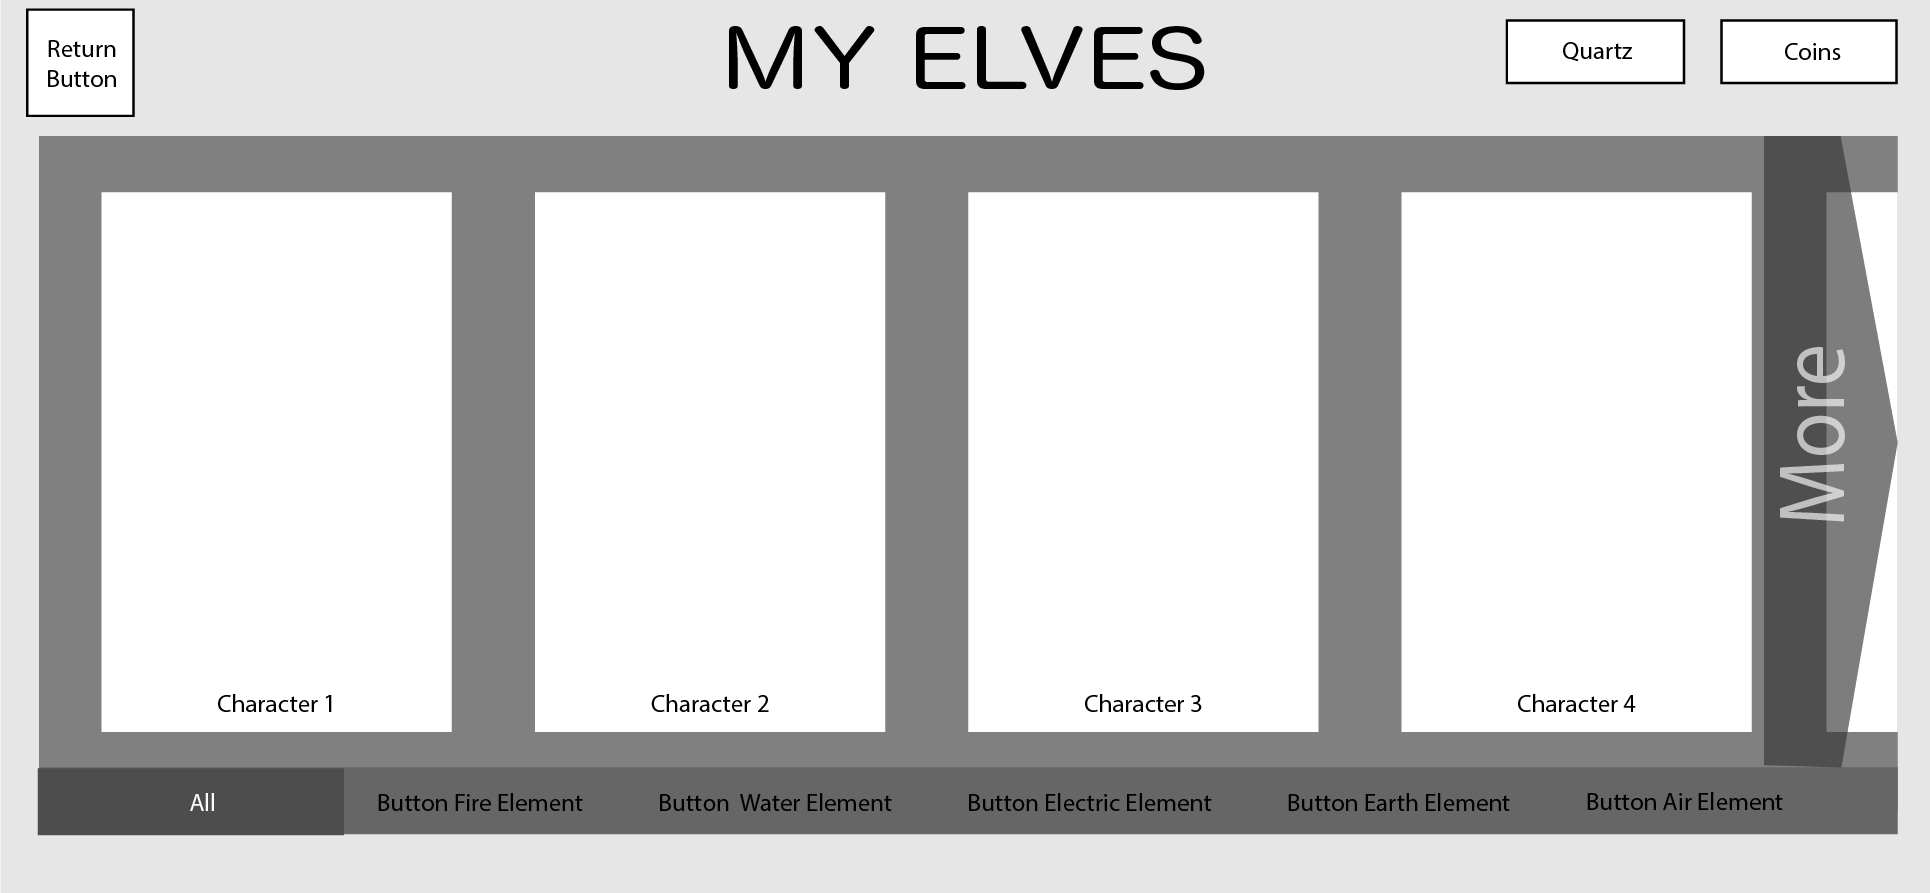 Return
Button
MY ELVES
Quartz
Coins
Character 1
Character 2
Character 3
Character 4
More
All
Button Fire Element
Button  Water Element
Button Electric Element
Button Earth Element
Button Air Element